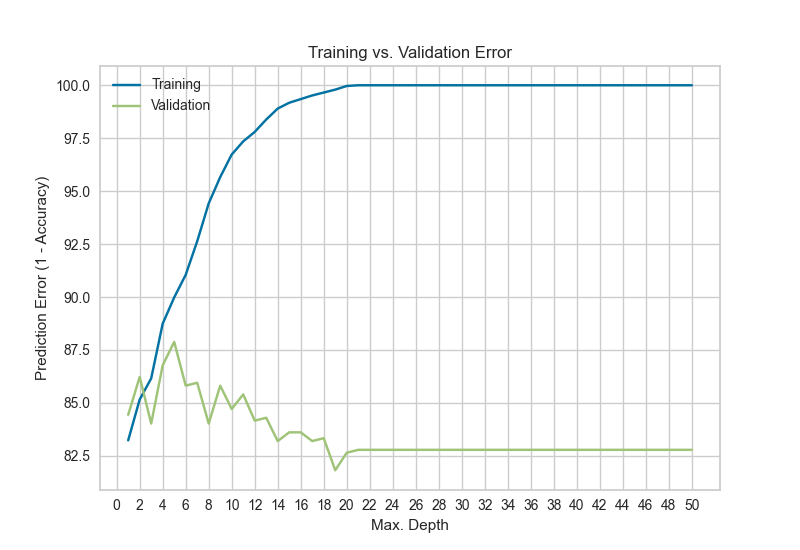 Training vs. Validation Error
Training
Validation
100.0
97.5
95.0
92.5
90.0
87.5
85.0
82.5
Prediction Error (1 - Accuracy)
0 2 4 6 8 10 12 14 16 18 20 22 24 26 28 30 32 34 36 38 40 42 44 46 48 50
Max. Depth